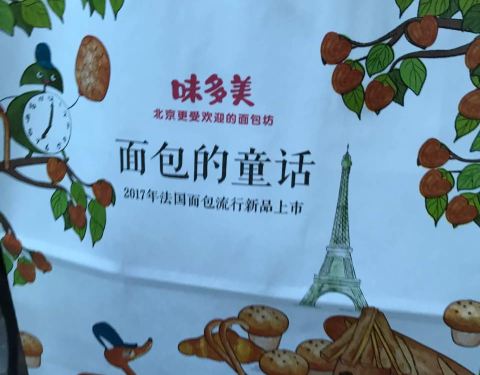 味多美
北京更受欢迎的面包坊
面包的童话
2017年法国面包流行新品上市